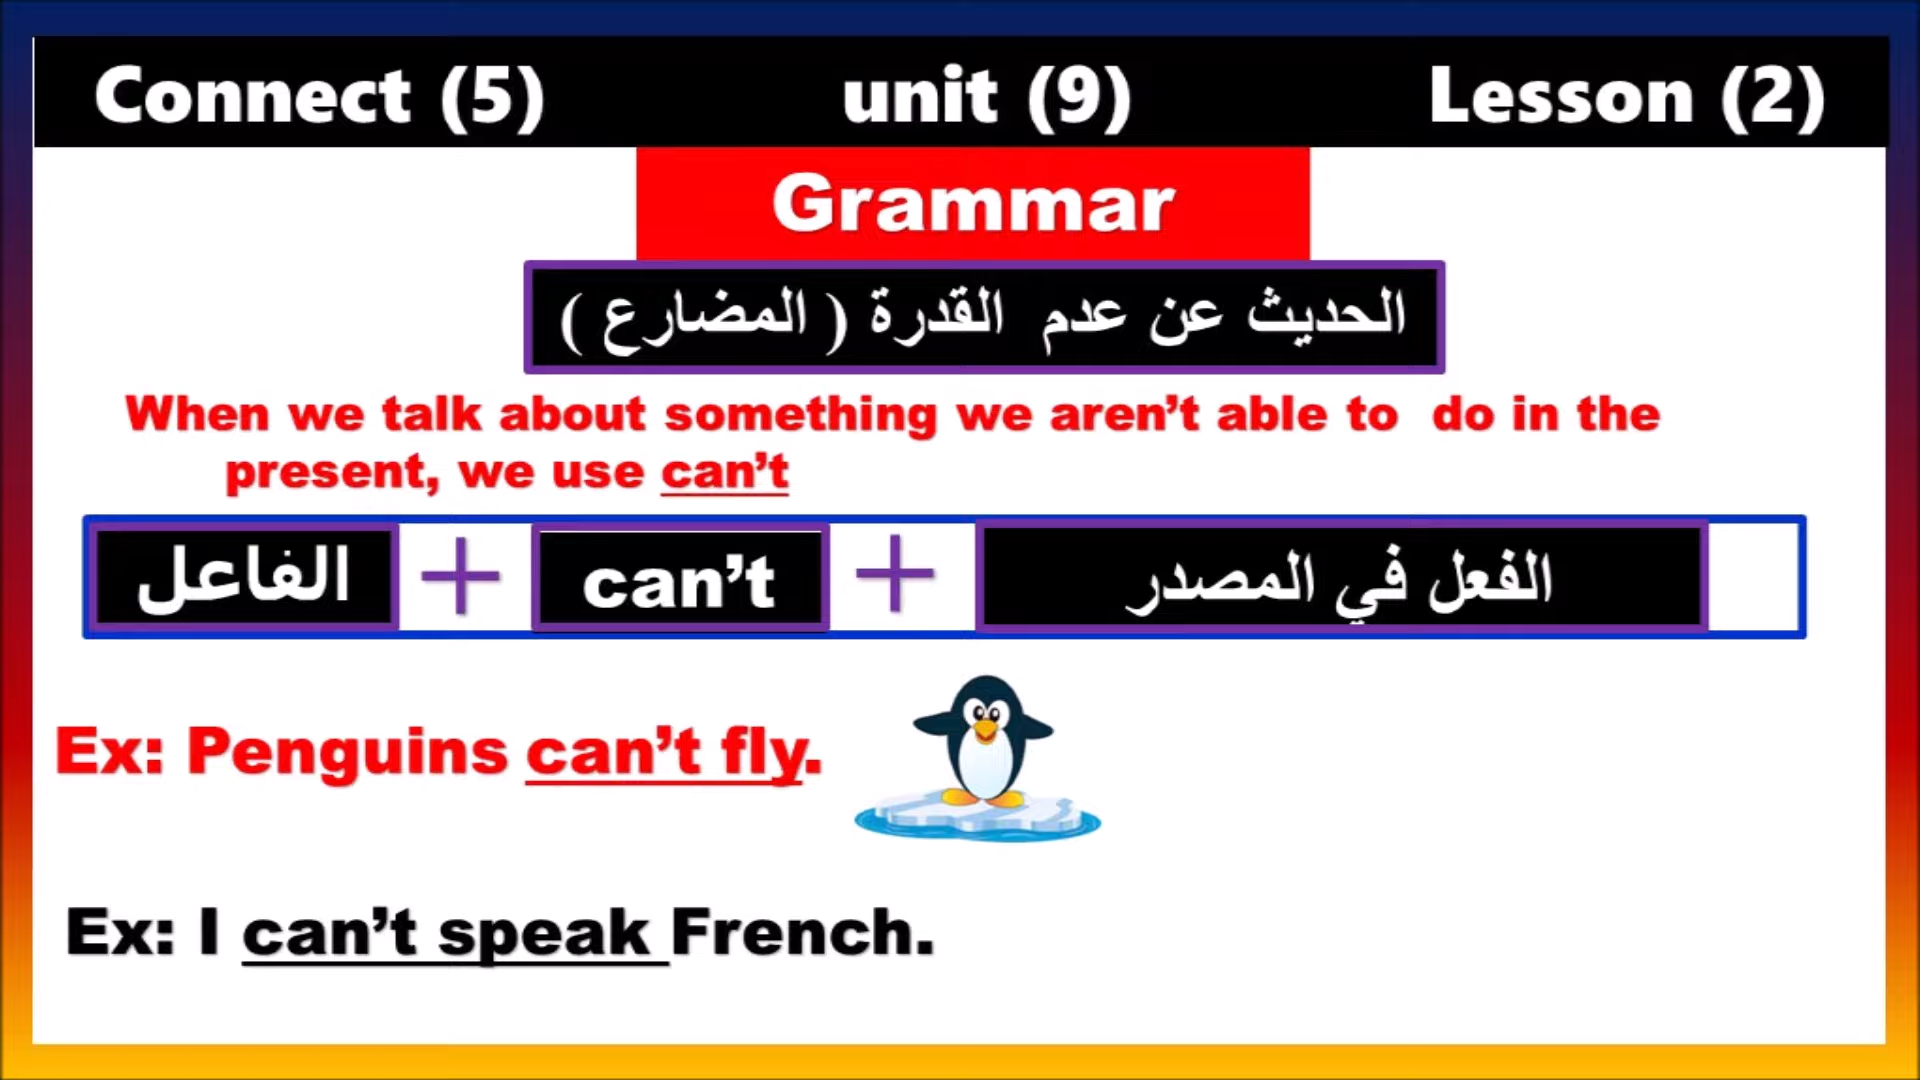 Connect (5) unit (9) Lesson (2)
Grammar
الحديث عن عدم القدرة ( المضارع )
When we talk about something we aren’t able to do in the
present, we use can’t
الفاعل + can’t + الفعل في المصدر
Ex: Penguins can’t fly.
Ex: I can’t speak French.